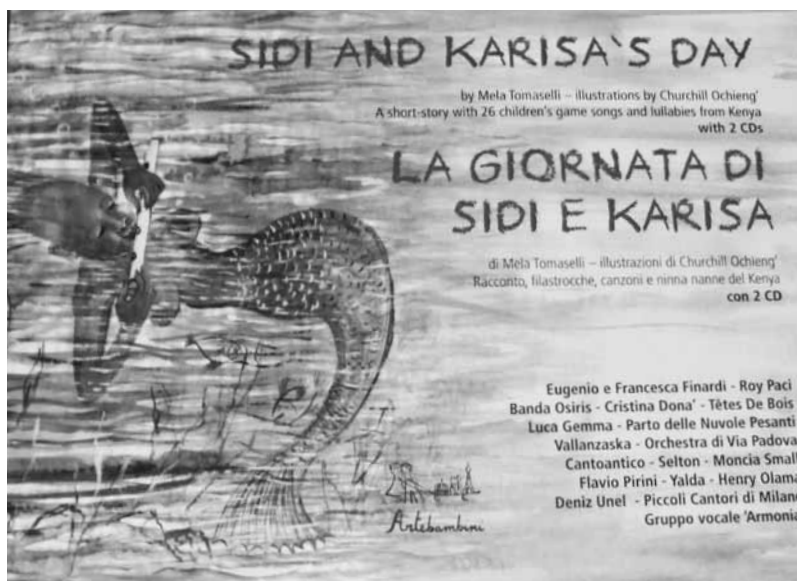 SIDI AND KARISA`S DAY
by Mela Tomaselli – illustrations by Churchill Ochieng'
A short-story with 26 children's game songs and lullabies from Kenya
with 2 CDs
LA GIORNATA DI
SIDI E KARISA
di Mela Tomaselli – illustrazioni di Churchill Ochieng'
Racconto, filastrocche, canzoni e ninna nanne del Kenya
con 2 CD
Eugenio e Francesca Finardi - Roy Paci
Banda Osiris - Cristina Dona' - Têtes De Bois
Luca Gemma - Parto delle Nuvole Pesanti
Vallanzaska - Orchestra di Via Padova
Cantoantico - Selton - Moncia Small
Flavio Pirini - Yalda - Henry Olama
Deniz Unel - Piccoli Cantori di Milano
Gruppo vocale 'Armonia
Artebambini